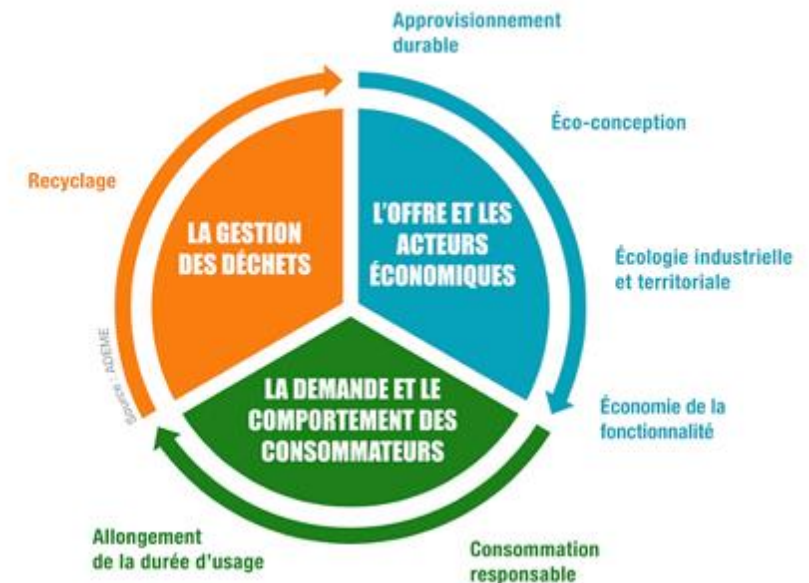 Approvisionnement
durable
Éco-conception
Recyclage
L'OFFRE ET LES
ACTEURS
ÉCONOMIQUES
LA GESTION
DES DÉCHETS
Écologie industrielle
et territoriale
Source : ADEME
LA DEMANDE ET LE
COMPORTEMENT DES
CONSOMMATEURS
Économie de la
fonctionnalité
Allongement
de la durée d'usage
Consommation
responsable